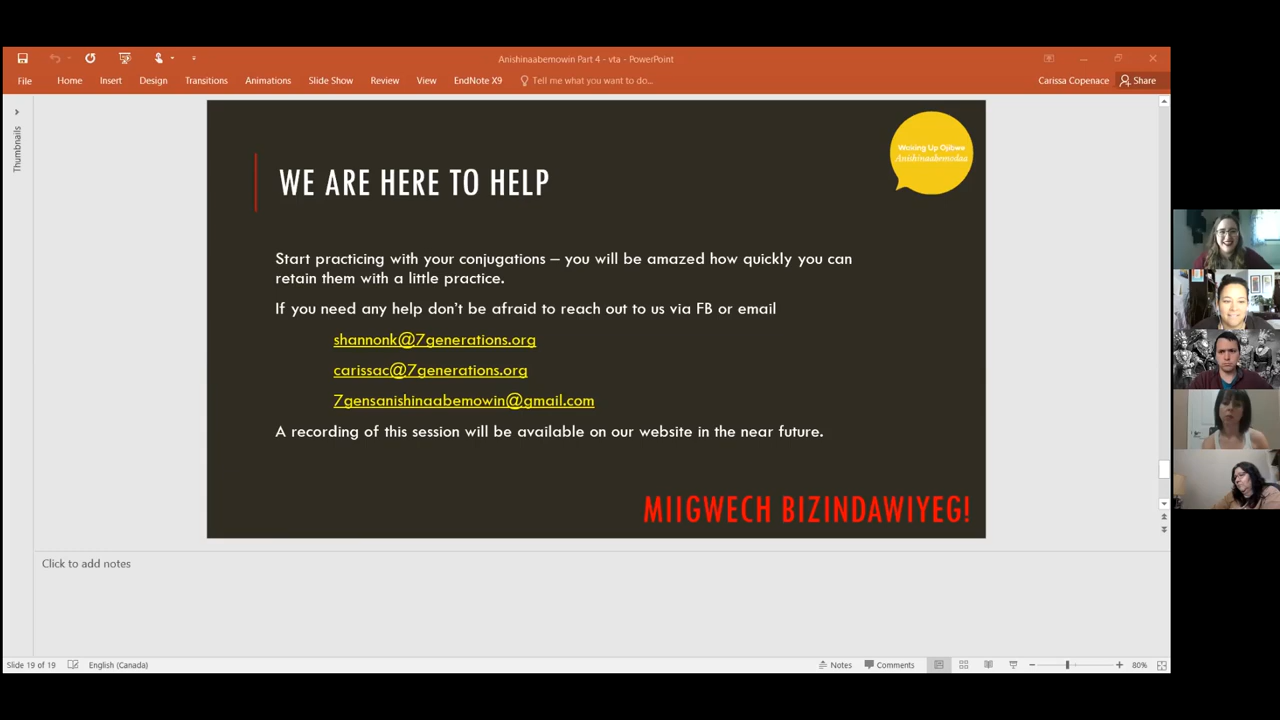 Anishinaabemowin Part 4 - vta - PowerPoint
File Home Insert Design Transitions Animations Slide Show Review View EndNote X9 Tell me what you want to do... Carissa Copenace Share
Thumbnails
Waking Up Ojibwe
Anishinaabemodaa
WE ARE HERE TO HELP
Start practicing with your conjugations – you will be amazed how quickly you can
retain them with a little practice.
If you need any help don't be afraid to reach out to us via FB or email
shannonk@7generations.org
carissac@7generations.org
7gensanishinaabemowin@gmail.com
A recording of this session will be available on our website in the near future.
MIIGWECH BIZINDAWIYEG!
Click to add notes
Slide 19 of 19 English (Canada) Notes Comments 80%